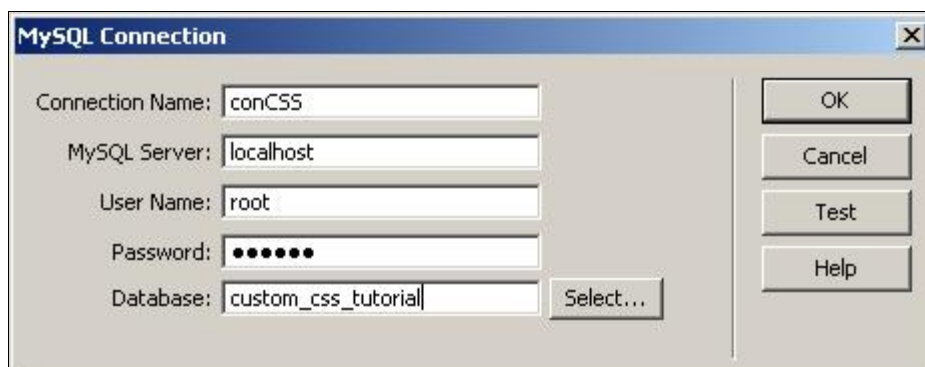 MySQL Connection
Connection Name: conCSS
OK
MySQL Server: localhost
Cancel
User Name: root
Test
Password: ●●●●●●
Help
Database: custom_css_tutorial
Select...